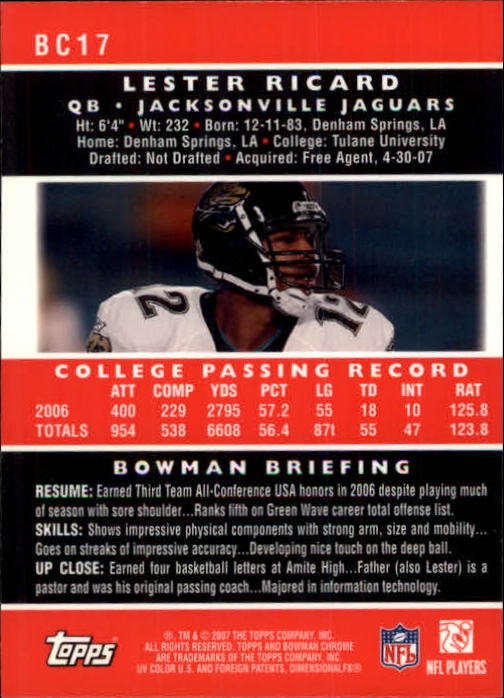 BC17
LESTER RICARD
QB • JACKSONVILLE JAGUARS
Ht: 6'4" • Wt: 232 • Born: 12-11-83, Denham Springs, LA
Home: Denham Springs, LA • College: Tulane University
Drafted: Not Drafted • Acquired: Free Agent, 4-30-07
12
12
COLLEGE PASSING RECORD
ATT COMP YDS PCT LG TD INT RAT
2006 400 229 2795 57.2 55 18 10 125.8
TOTALS 954 538 6608 56.4 87t 55 47 123.8
BOWMAN BRIEFING
RESUME: Earned Third Team All-Conference USA honors in 2006 despite playing much
of season with sore shoulder...Ranks fifth on Green Wave career total offense list.
SKILLS: Shows impressive physical components with strong arm, size and mobility...
Goes on streaks of impressive accuracy...Developing nice touch on the deep ball.
UP CLOSE: Earned four basketball letters at Amite High...Father (also Lester) is a
pastor and was his original passing coach...Majored in information technology.
Topps
®, TM & © 2007 THE TOPPS COMPANY, INC.
ALL RIGHTS RESERVED. TOPPS AND BOWMAN CHROME
ARE TRADEMARKS OF THE TOPPS COMPANY, INC.
UV COLOR U.S. AND FOREIGN PATENTS, DIMENSIONALFX®
NFL
NFL PLAYERS